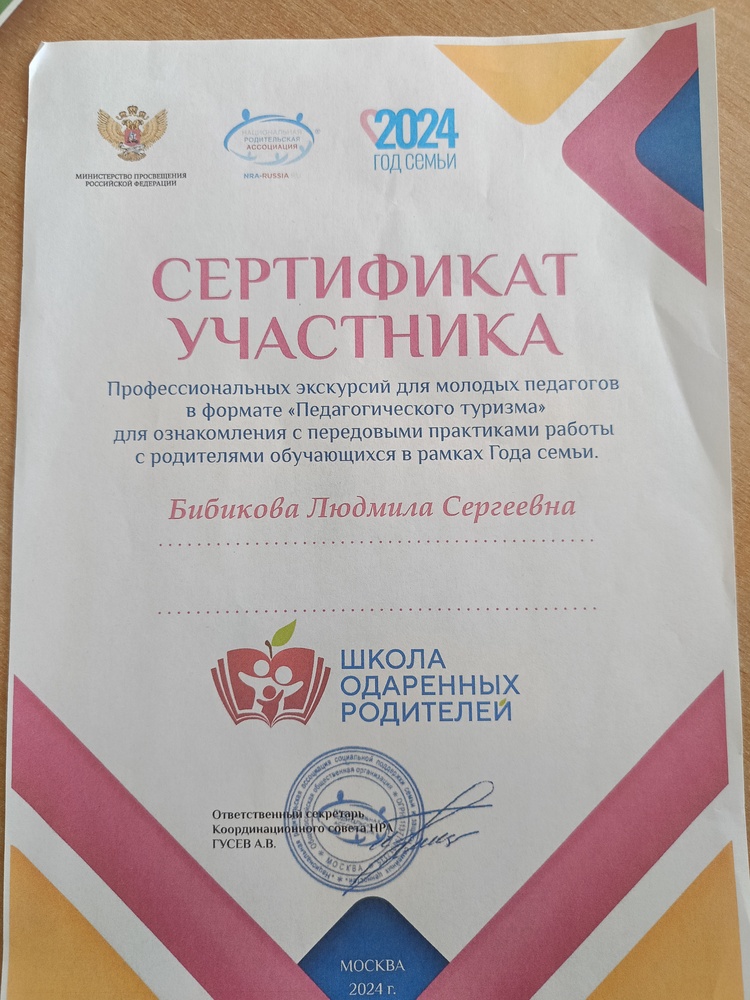 МИНИСТЕРСТВО ПРОСВЕЩЕНИЯ
РОССИЙСКОЙ ФЕДЕРАЦИИ
НАЦИОНАЛЬНАЯ
РОДИТЕЛЬСКАЯ
АССОЦИАЦИЯ
NRA-RUSSIA
2024
ГОД СЕМЬИ
СЕРТИФИКАТ
УЧАСТНИКА
Профессиональных экскурсий для молодых педагогов
в формате «Педагогического туризма»
для ознакомления с передовыми практиками работы
с родителями обучающихся в рамках Года семьи.
Бибикова Людмила Сергеевна
ШКОЛА
ОДАРЕННЫХ
РОДИТЕЛЕЙ
Ответственный секретарь
Координационного совета НРА
ГУСЕВ А.В.
МОСКВА
МОСКВА
2024 г.